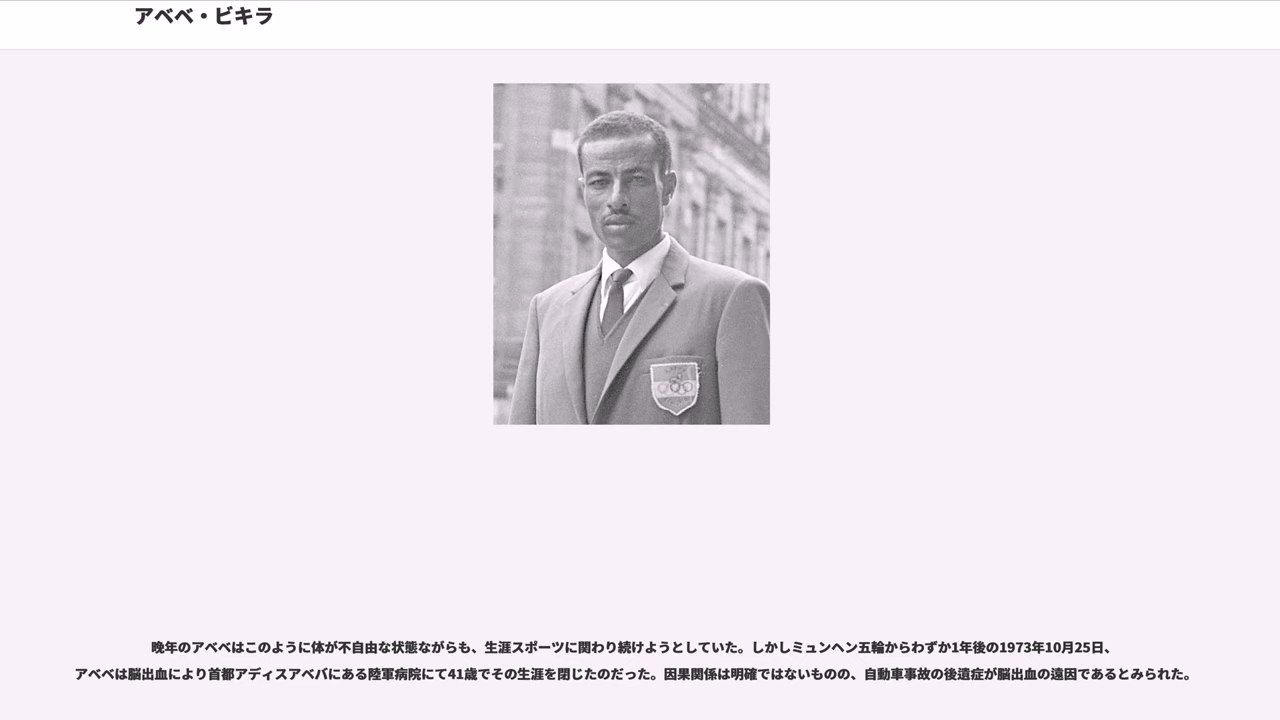 アベベ・ビキラ
晩年のアベベはこのように体が不自由な状態ながらも、生涯スポーツに関わり続けようとしていた。しかしミュンヘン五輪からわずか1年後の1973年10月25日、
アベベは脳出血により首都アディスアベバにある陸軍病院にて41歳でその生涯を閉じたのだった。因果関係は明確ではないものの、自動車事故の後遺症が脳出血の遠因であるとみられた。